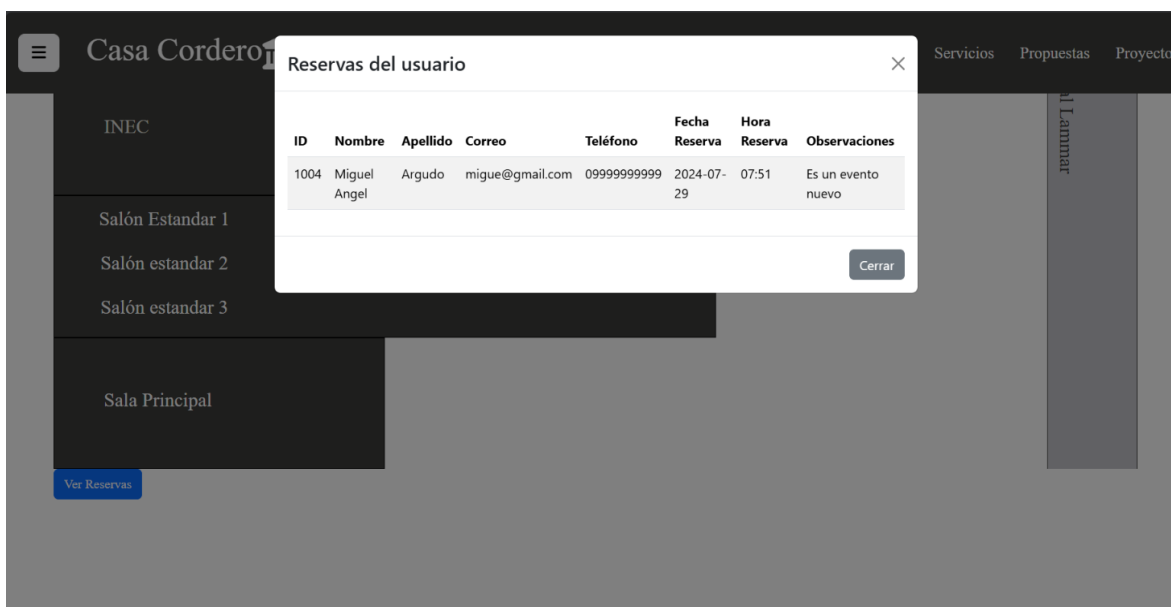 Casa Cordero
Servicios Propuestas Proyecto
Reservas del usuario
ID Nombre Apellido Correo Teléfono Fecha Reserva Hora Reserva Observaciones
1004 Miguel Angel Argudo migue@gmail.com 09999999999 2024-07-29 07:51 Es un evento nuevo
Cerrar
INEC
Salón Estandar 1
Salón estandar 2
Salón estandar 3
Sala Principal
Lammar
Ver Reservas